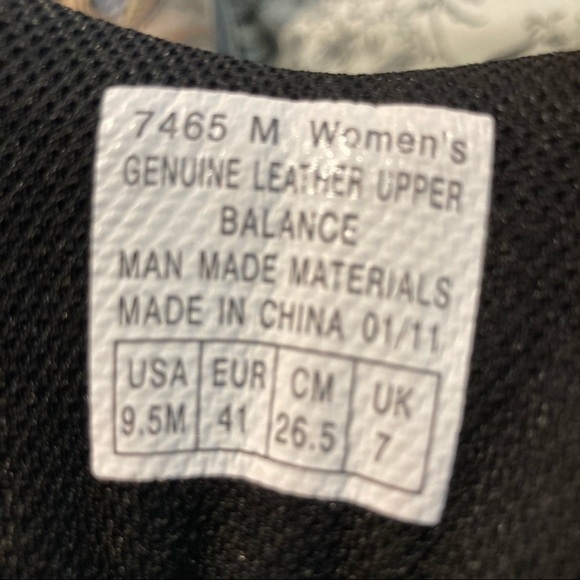 7465 M Women's
GENUINE LEATHER UPPER
BALANCE
MAN MADE MATERIALS
MADE IN CHINA 01/11
USA EUR CM UK
9.5M 41 26.5 7